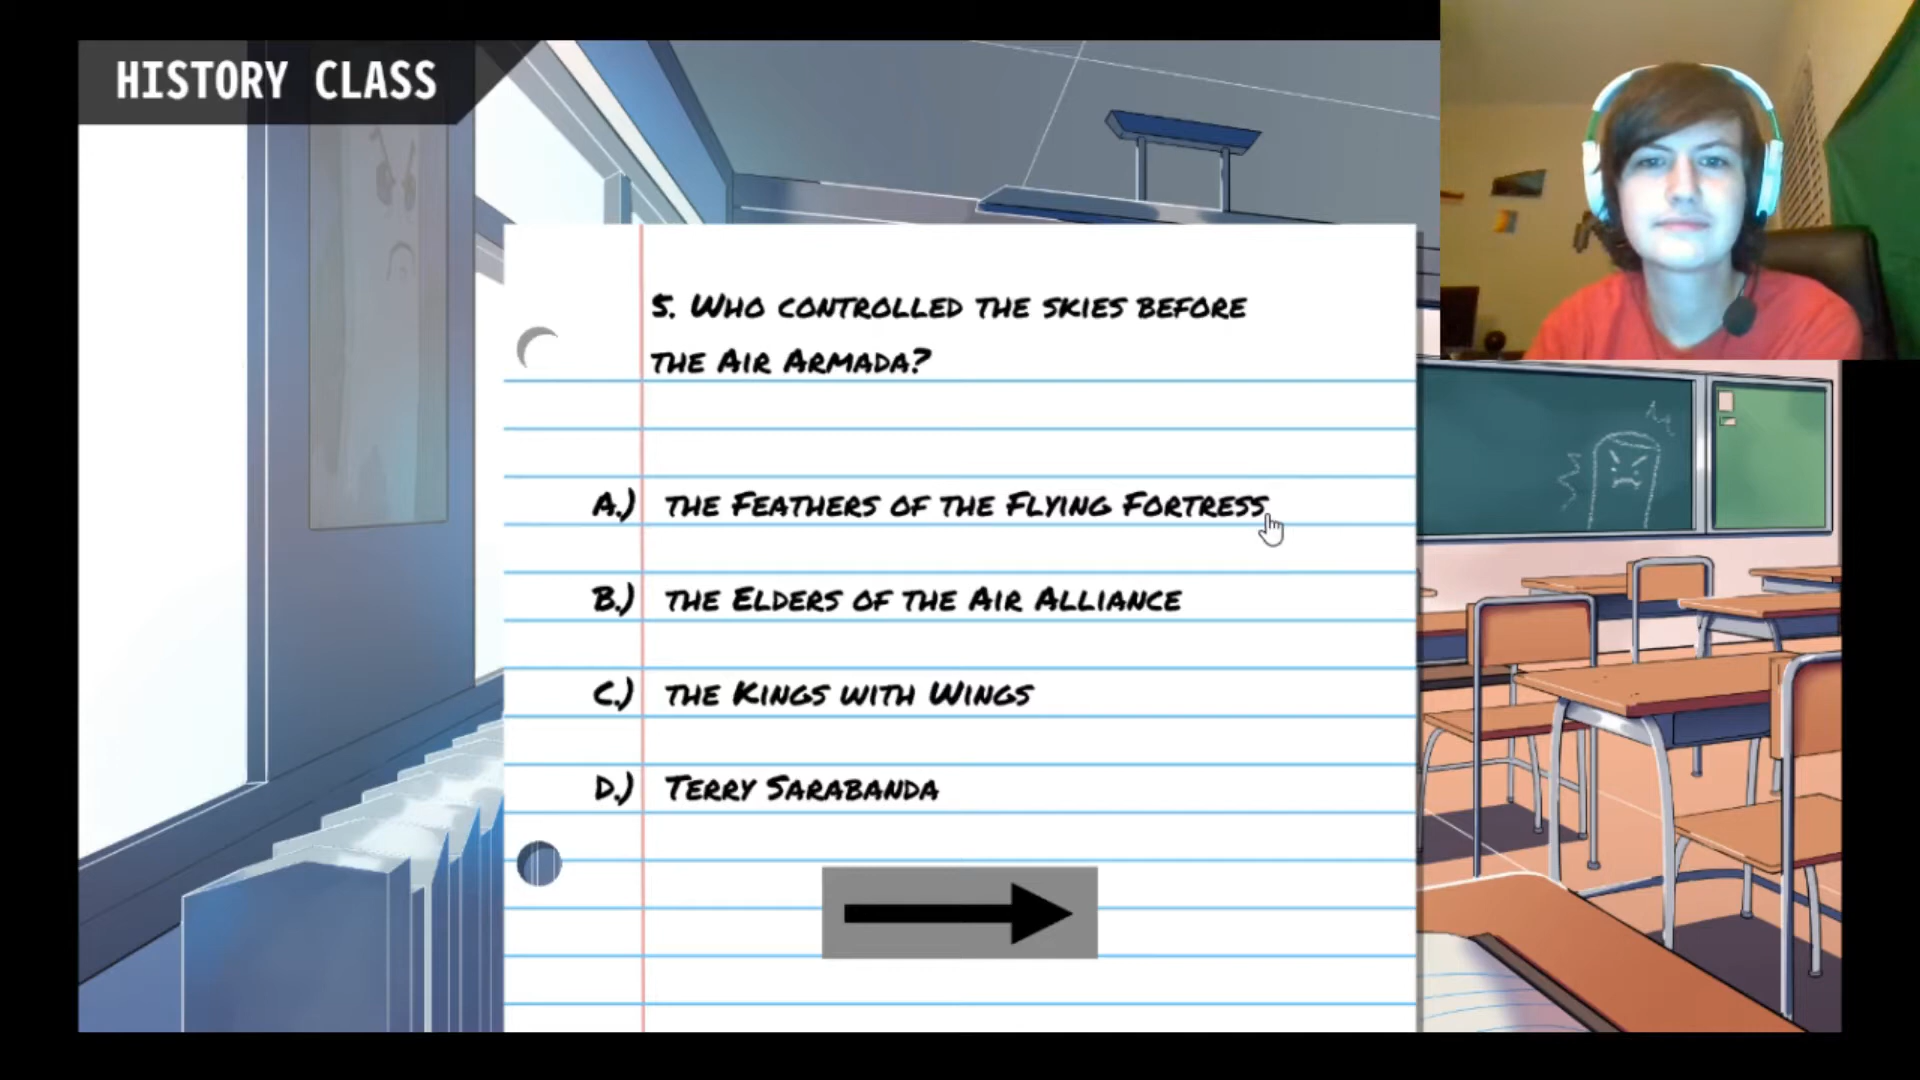 HISTORY CLASS
5. Who controlled the skies before
the Air Armada?
A.) the Feathers of the Flying Fortress
B.) the Elders of the Air Alliance
C.) the Kings with Wings
D.) Terry Sarabanda